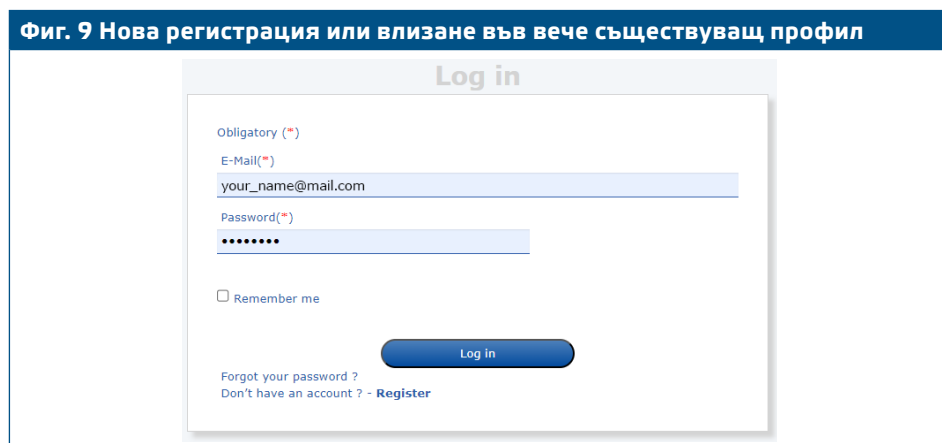 Фиг. 9 Нова регистрация или влизане във вече съществуващ профил
Log in
Obligatory (*)
E-Mail(*)
your_name@mail.com
Password(*)
••••••••
Remember me
Log in
Forgot your password ?
Don't have an account ? - Register